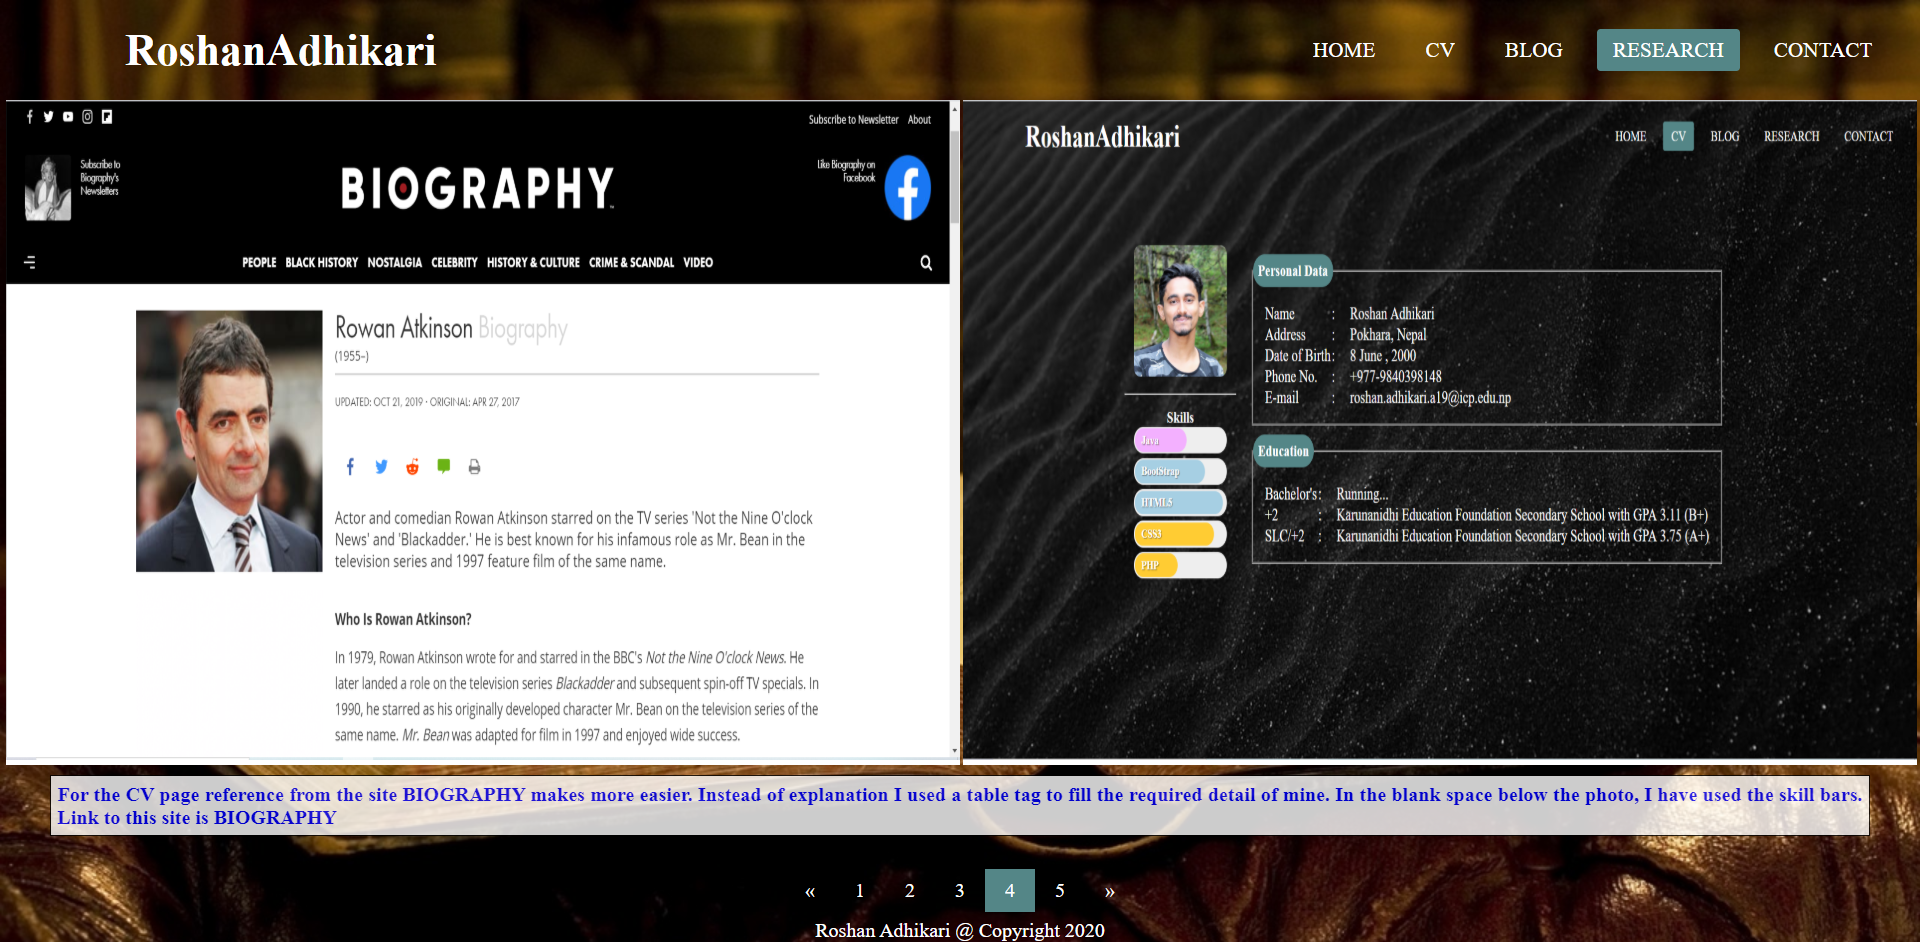 RoshanAdhikari
HOME CV BLOG RESEARCH CONTACT
Subscribe to Newsletter About
Subscribe to
Biography's
Newsletters
BIOGRAPHY
Like Biography on
Facebook
PEOPLE BLACK HISTORY NOSTALGIA CELEBRITY HISTORY & CULTURE CRIME & SCANDAL VIDEO
Rowan Atkinson Biography
(1955–)
UPDATED: OCT 21, 2019 · ORIGINAL: APR 27, 2017
Actor and comedian Rowan Atkinson starred on the TV series 'Not the Nine O'clock
News' and 'Blackadder.' He is best known for his infamous role as Mr. Bean in the
television series and 1997 feature film of the same name.
Who Is Rowan Atkinson?
In 1979, Rowan Atkinson wrote for and starred in the BBC's Not the Nine O'clock News. He
later landed a role on the television series Blackadder and subsequent spin-off TV specials. In
1990, he starred as his originally developed character Mr. Bean on the television series of the
same name. Mr. Bean was adapted for film in 1997 and enjoyed wide success.
RoshanAdhikari
HOME CV BLOG RESEARCH CONTACT
Skills
Java
BootStrap
HTML5
CSS3
PHP
Personal Data
Name : Roshan Adhikari
Address : Pokhara, Nepal
Date of Birth : 8 June , 2000
Phone No. : +977-9840398148
E-mail : roshan.adhikari.a19@icp.edu.np
Education
Bachelor's : Running...
+2 : Karunanidhi Education Foundation Secondary School with GPA 3.11 (B+)
SLC/+2 : Karunanidhi Education Foundation Secondary School with GPA 3.75 (A+)
For the CV page reference from the site BIOGRAPHY makes more easier. Instead of explanation I used a table tag to fill the required detail of mine. In the blank space below the photo, I have used the skill bars.
Link to this site is BIOGRAPHY
« 1 2 3 4 5 »
Roshan Adhikari @ Copyright 2020